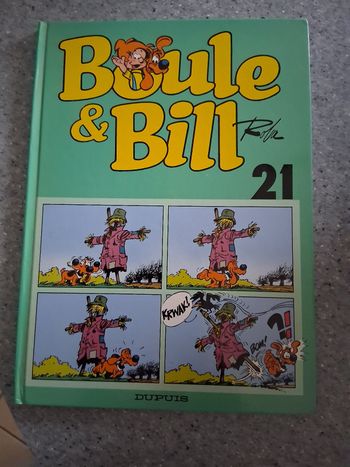 Boule
& Bill
Roba
21
KRWAK!
BOM!
?!
DUPUIS